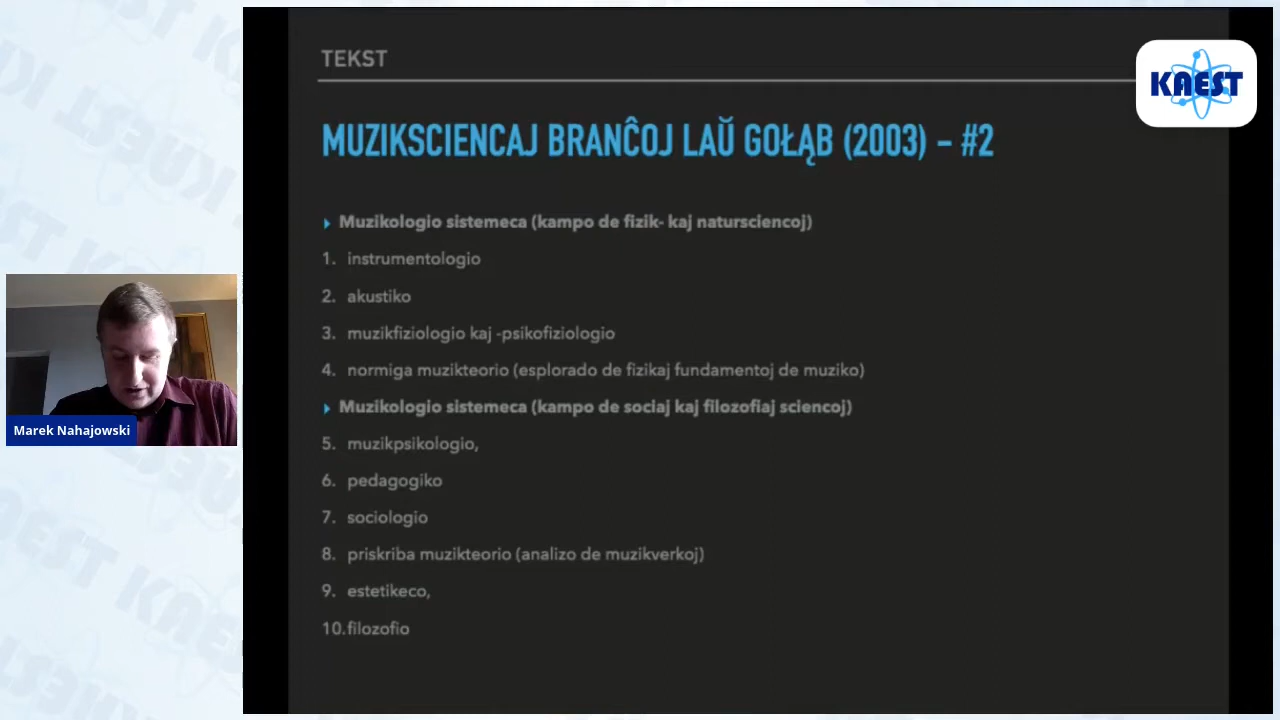 TEKST
KAEST
MUZIKSCIENCAJ BRANĈOJ LAŬ GOŁĄB (2003) – #2
Muzikologio sistemeca (kampo de fizik- kaj natursciencoj)
1. instrumentologio
2. akustiko
3. muzikfiziologio kaj -psikofiziologio
4. normiga muzikteorio (esplorado de fizikaj fundamentoj de muziko)
Muzikologio sistemeca (kampo de sociaj kaj filozofiaj sciencoj)
5. muzikpsikologio,
6. pedagogiko
7. sociologio
8. priskriba muzikteorio (analizo de muzikverkoj)
9. estetikeco,
10.filozofio
Marek Nahajowski